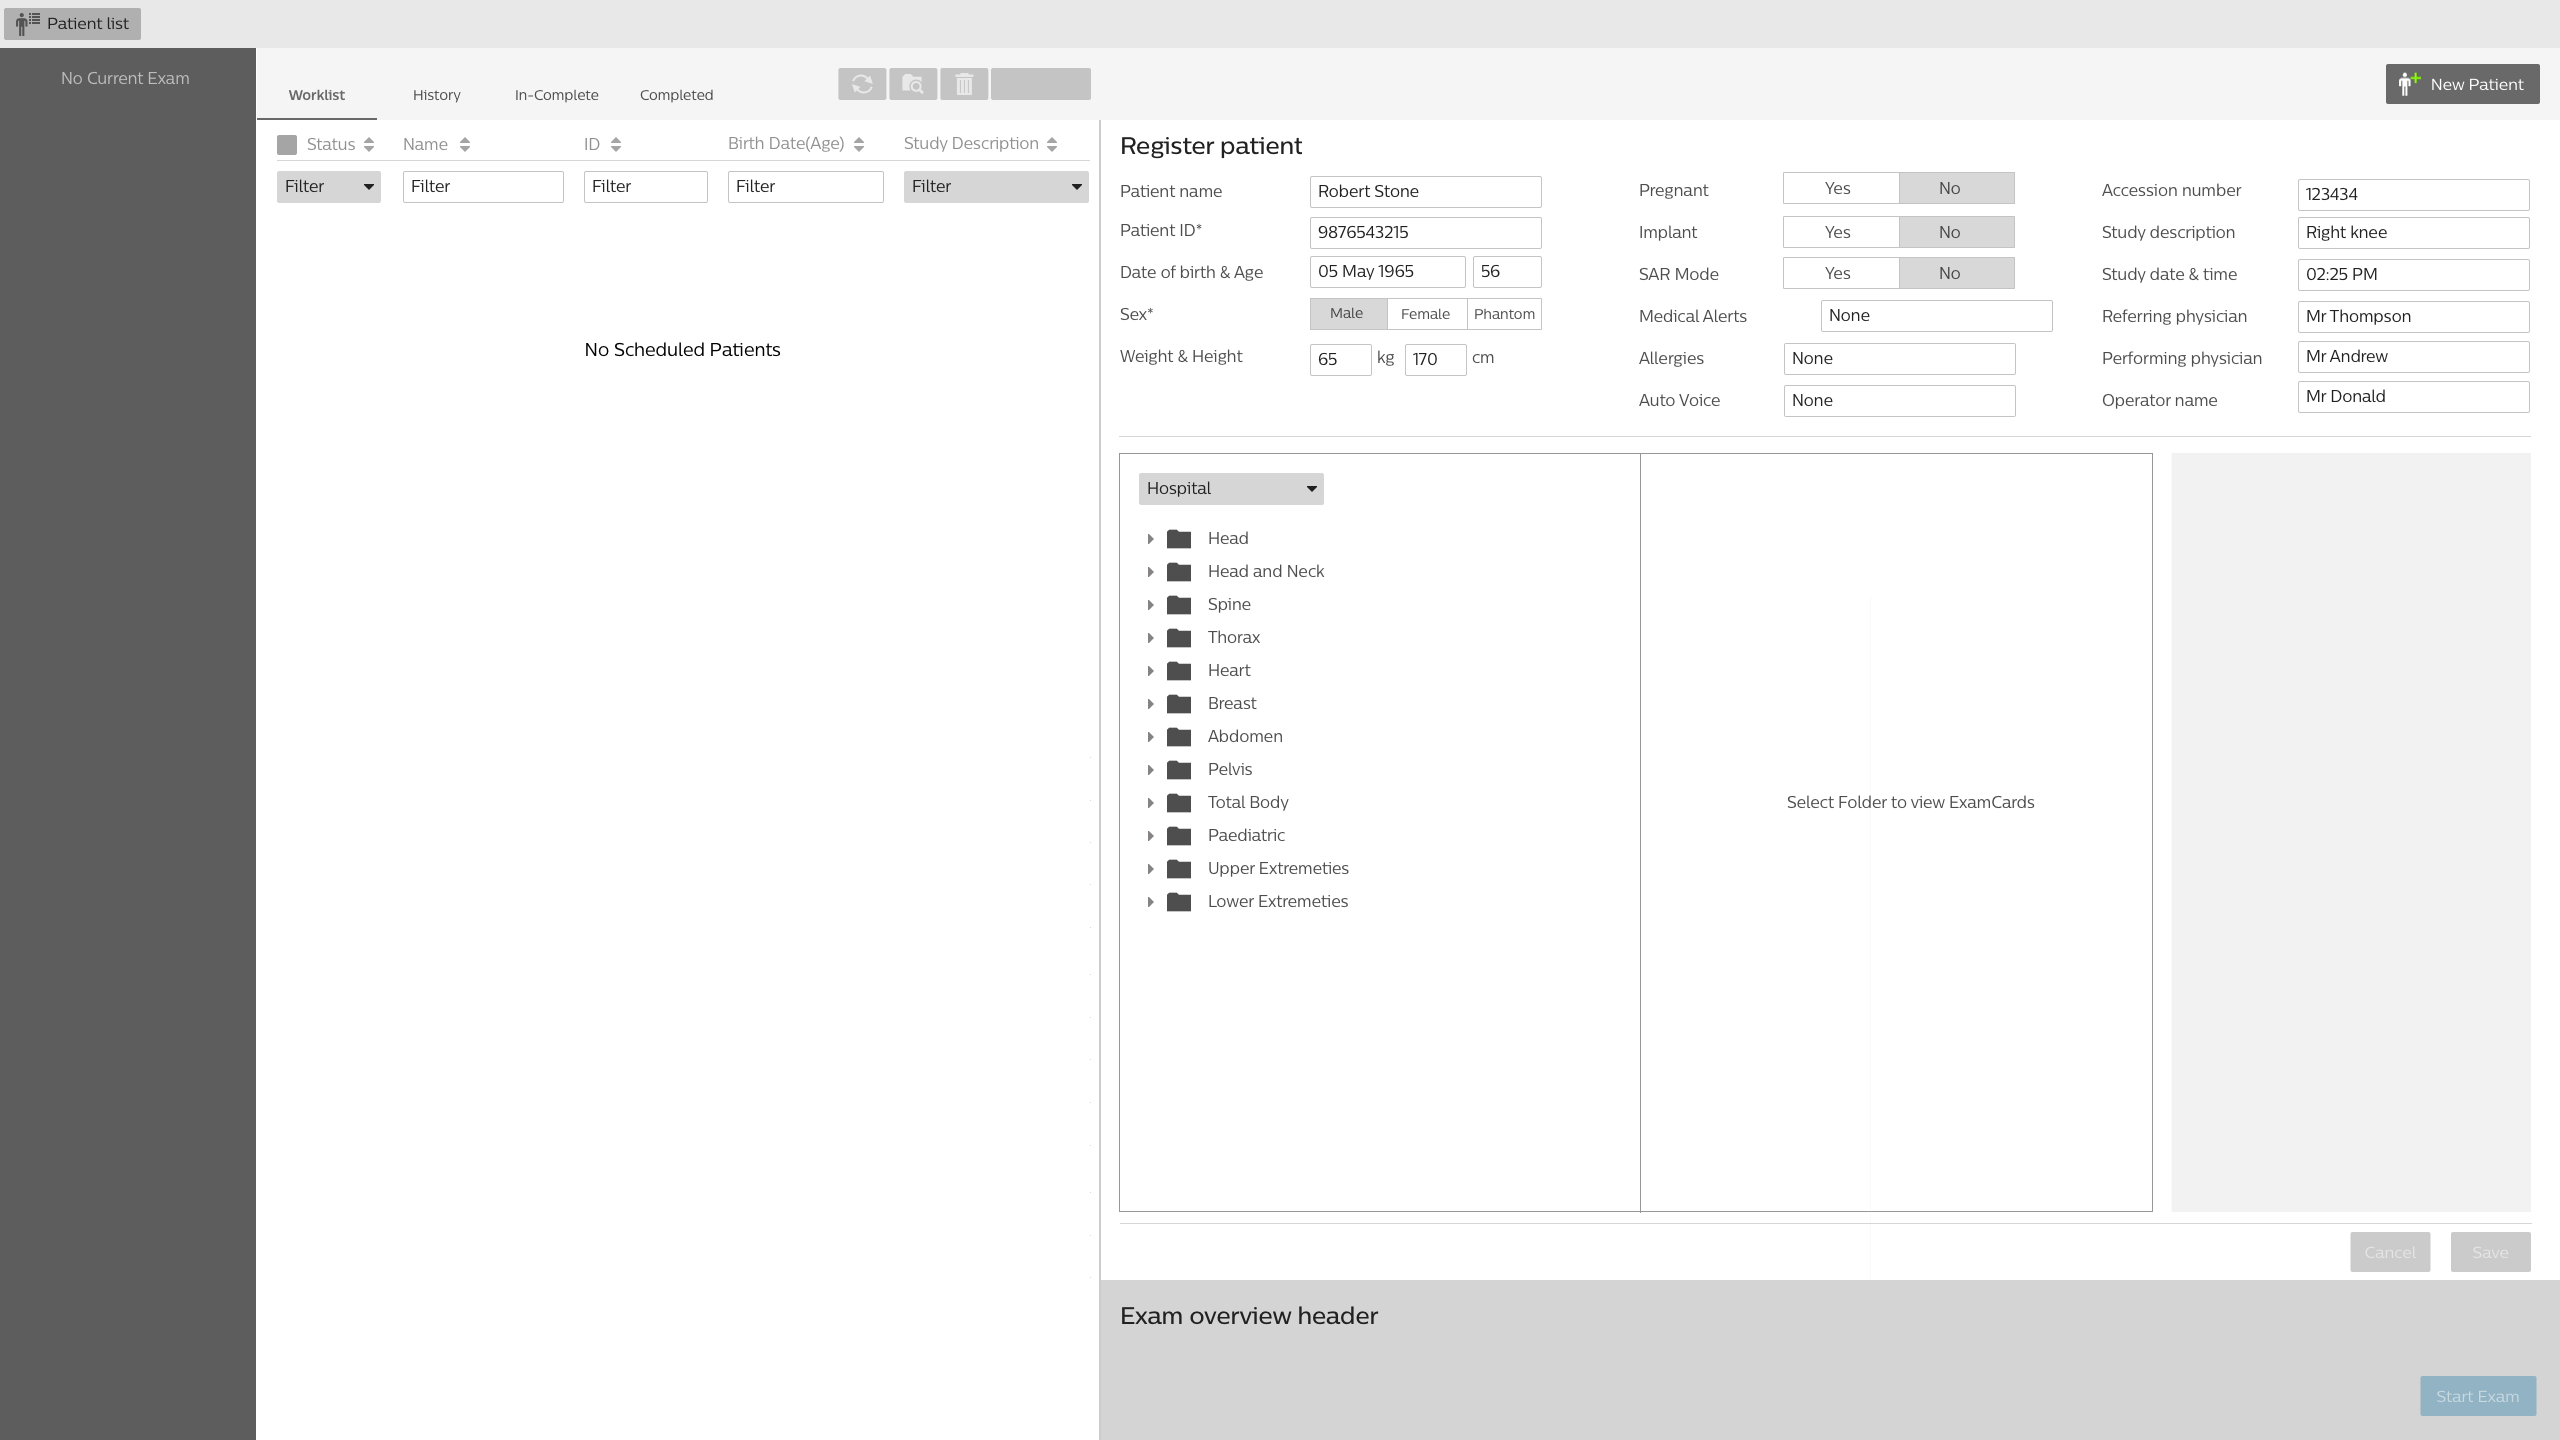 Patient list
No Current Exam
Worklist History In-Complete Completed
New Patient
Status Name ID Birth Date(Age) Study Description
Filter Filter Filter Filter Filter
No Scheduled Patients
Register patient
Patient name Robert Stone
Patient ID* 9876543215
Date of birth & Age 05 May 1965 56
Sex* Male Female Phantom
Weight & Height 65 kg 170 cm
Pregnant Yes No
Implant Yes No
SAR Mode Yes No
Medical Alerts None
Allergies None
Auto Voice None
Accession number 123434
Study description Right knee
Study date & time 02:25 PM
Referring physician Mr Thompson
Performing physician Mr Andrew
Operator name Mr Donald
Hospital
Head
Head and Neck
Spine
Thorax
Heart
Breast
Abdomen
Pelvis
Total Body
Paediatric
Upper Extremeties
Lower Extremeties
Select Folder to view ExamCards
Cancel Save
Exam overview header
Start Exam